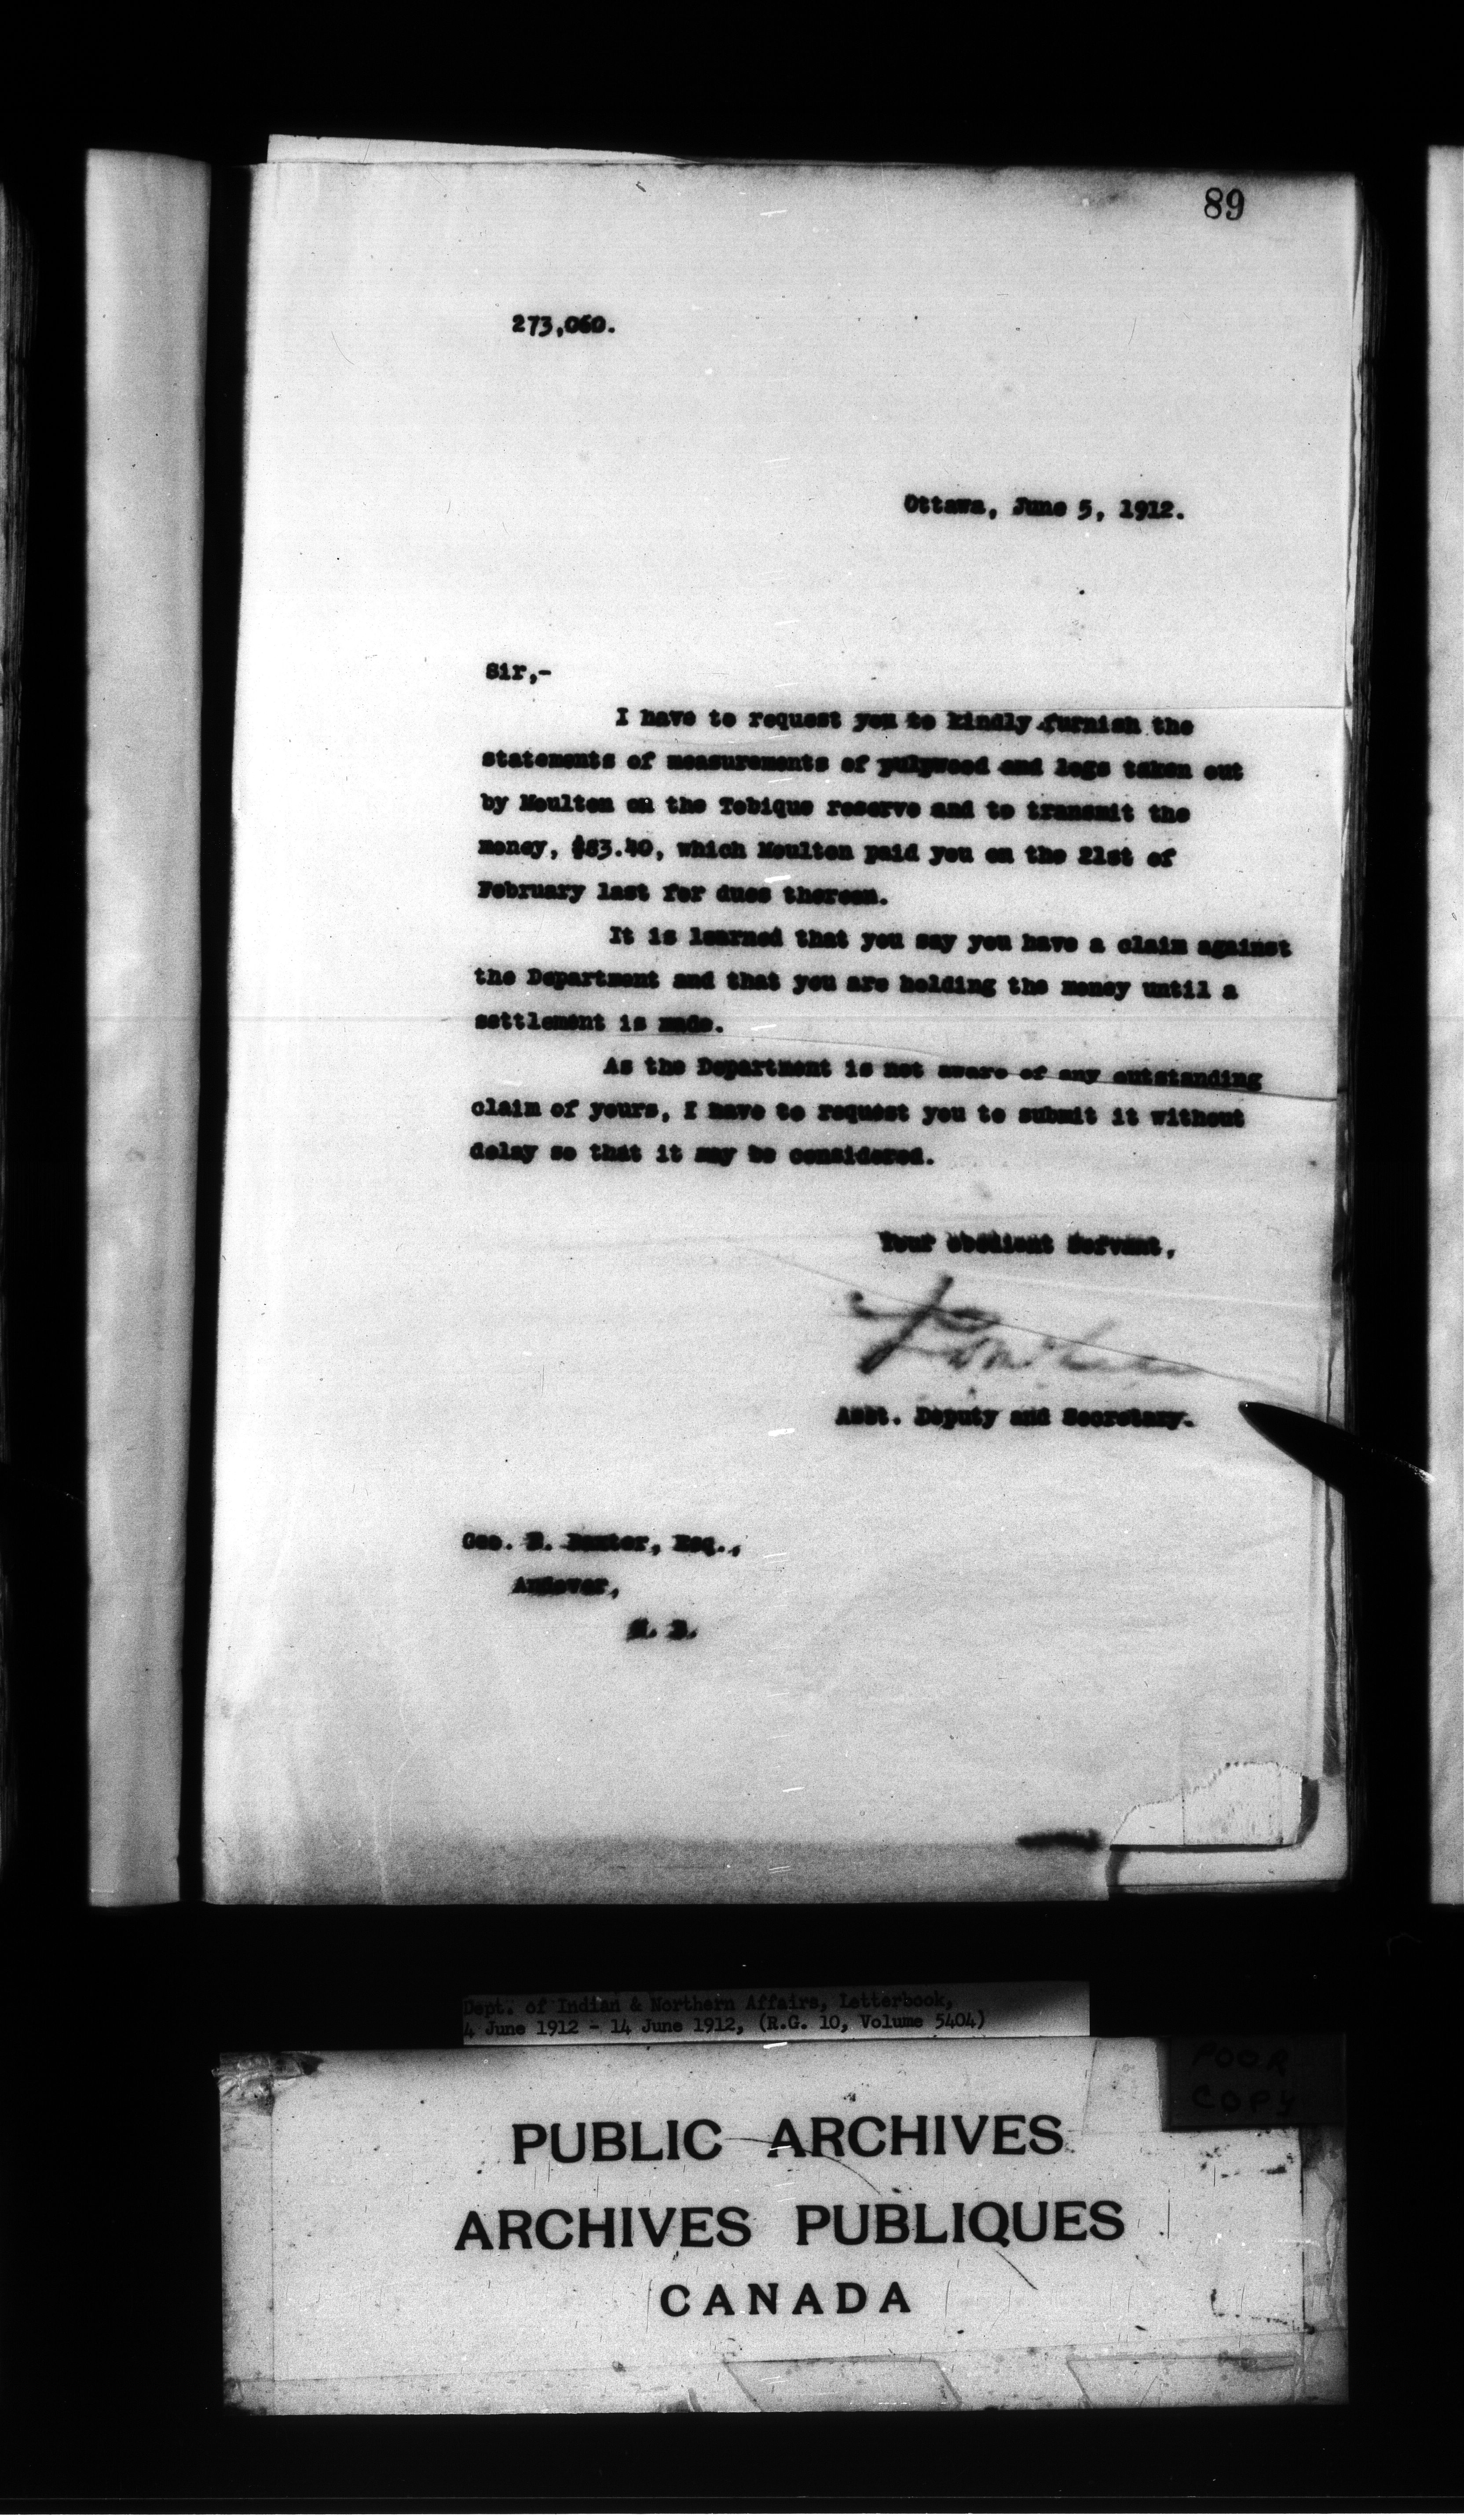 89
273,060.
Ottawa, June 5, 1912.
Sir,-
I have to request you to kindly furnish the
statements of measurements of pulpwood and logs taken out
by Moulton on the Tobique reserve and to transmit the
money, $83.40, which Moulton paid you on the 21st of
February last for dues thereon.
It is learned that you say you have a claim against
the Department and that you are holding the money until a
settlement is made.
As the Department is not aware of any outstanding
claim of yours, I have to request you to submit it without
delay so that it may be considered.
Your obedient Servant,
Asst. Deputy and Secretary.
Geo. E. Baxter, Esq.,
Andover,
N. B.
Dept. of Indian & Northern Affairs, Letterbook,
4 June 1912 - 14 June 1912, (R.G. 10, Volume 5404)
POOR
COPY
PUBLIC ARCHIVES
ARCHIVES PUBLIQUES
CANADA